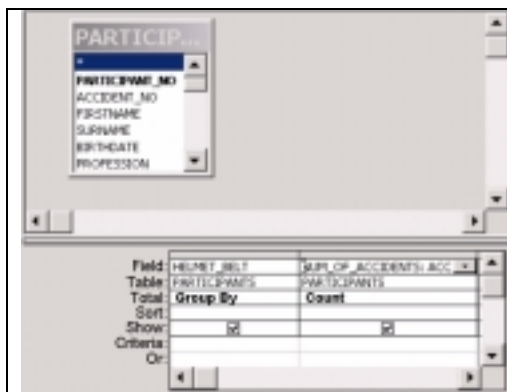 PARTICIP...
*
PARTICIPANT_NO
ACCIDENT_NO
FIRSTNAME
SURNAME
BIRTHDATE
PROFESSION
Field: HELMET_BELT SUM_OF_ACCIDENTS: ACC
Table: PARTICIPANTS PARTICIPANTS
Total: Group By Count
Sort:
Show:
Criteria:
Or: